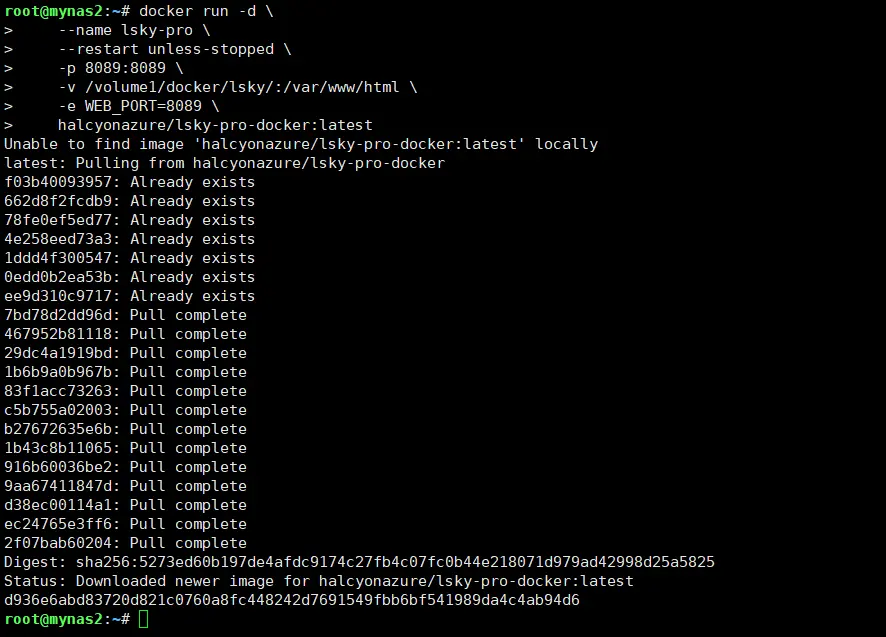 root@mynas2:~# docker run -d \
>     --name lsky-pro \
>     --restart unless-stopped \
>     -p 8089:8089 \
>     -v /volume1/docker/lsky/:/var/www/html \
>     -e WEB_PORT=8089 \
>     halcyonazure/lsky-pro-docker:latest
Unable to find image 'halcyonazure/lsky-pro-docker:latest' locally
latest: Pulling from halcyonazure/lsky-pro-docker
f03b40093957: Already exists
662d8f2fcdb9: Already exists
78fe0ef5ed77: Already exists
4e258eed73a3: Already exists
1ddd4f300547: Already exists
0edd0b2ea53b: Already exists
ee9d310c9717: Already exists
7bd78d2dd96d: Pull complete
467952b81118: Pull complete
29dc4a1919bd: Pull complete
1b6b9a0b967b: Pull complete
83f1acc73263: Pull complete
c5b755a02003: Pull complete
b27672635e6b: Pull complete
1b43c8b11065: Pull complete
916b60036be2: Pull complete
9aa67411847d: Pull complete
d38ec00114a1: Pull complete
ec24765e3ff6: Pull complete
2f07bab60204: Pull complete
Digest: sha256:5273ed60b197de4afdc9174c27fb4c07fc0b44e218071d979ad42998d25a5825
Status: Downloaded newer image for halcyonazure/lsky-pro-docker:latest
d936e6abd83720d821c0760a8fc448242d7691549fbb6bf541989da4c4ab94d6
root@mynas2:~#